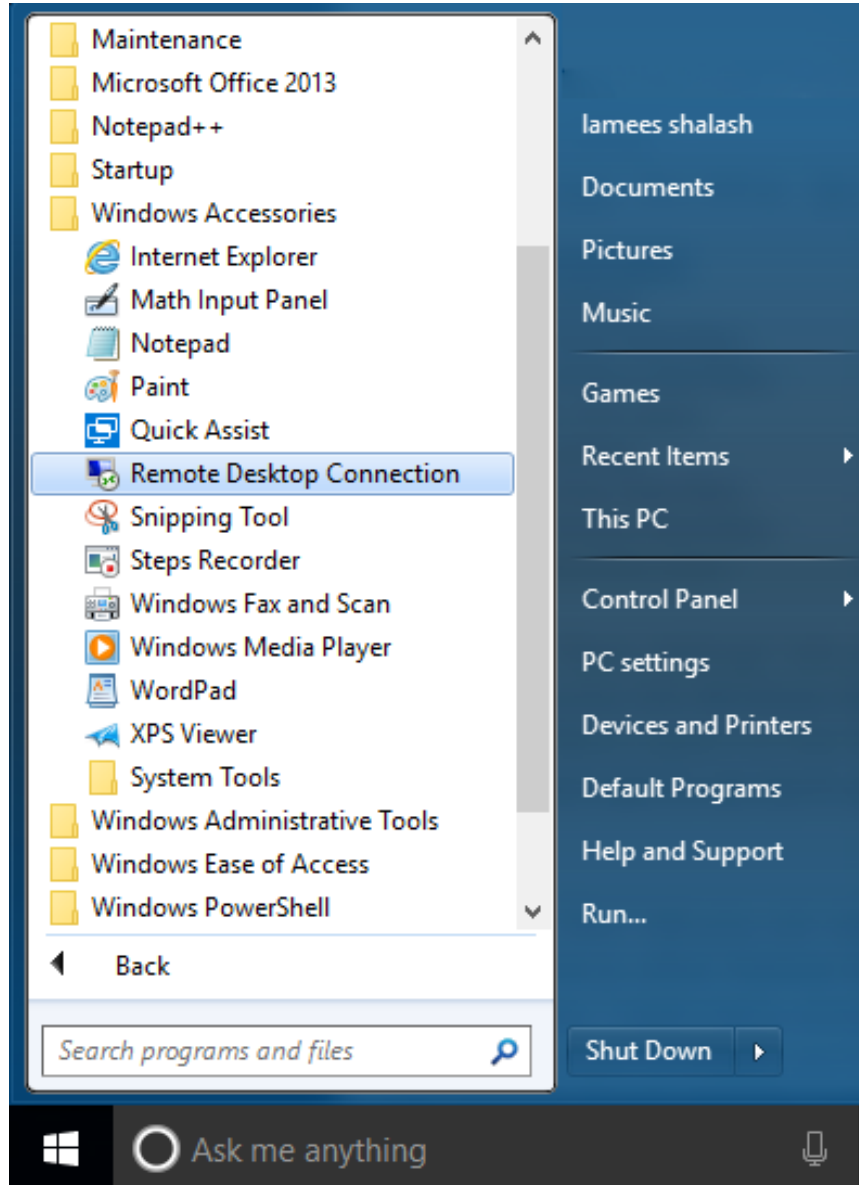 Maintenance
Microsoft Office 2013
Notepad++
Startup
Windows Accessories
Internet Explorer
Math Input Panel
Notepad
Paint
Quick Assist
Remote Desktop Connection
Snipping Tool
Steps Recorder
Windows Fax and Scan
Windows Media Player
WordPad
XPS Viewer
System Tools
Windows Administrative Tools
Windows Ease of Access
Windows PowerShell
Back
Search programs and files
lamees shalash
Documents
Pictures
Music
Games
Recent Items
This PC
Control Panel
PC settings
Devices and Printers
Default Programs
Help and Support
Run...
Shut Down
Ask me anything